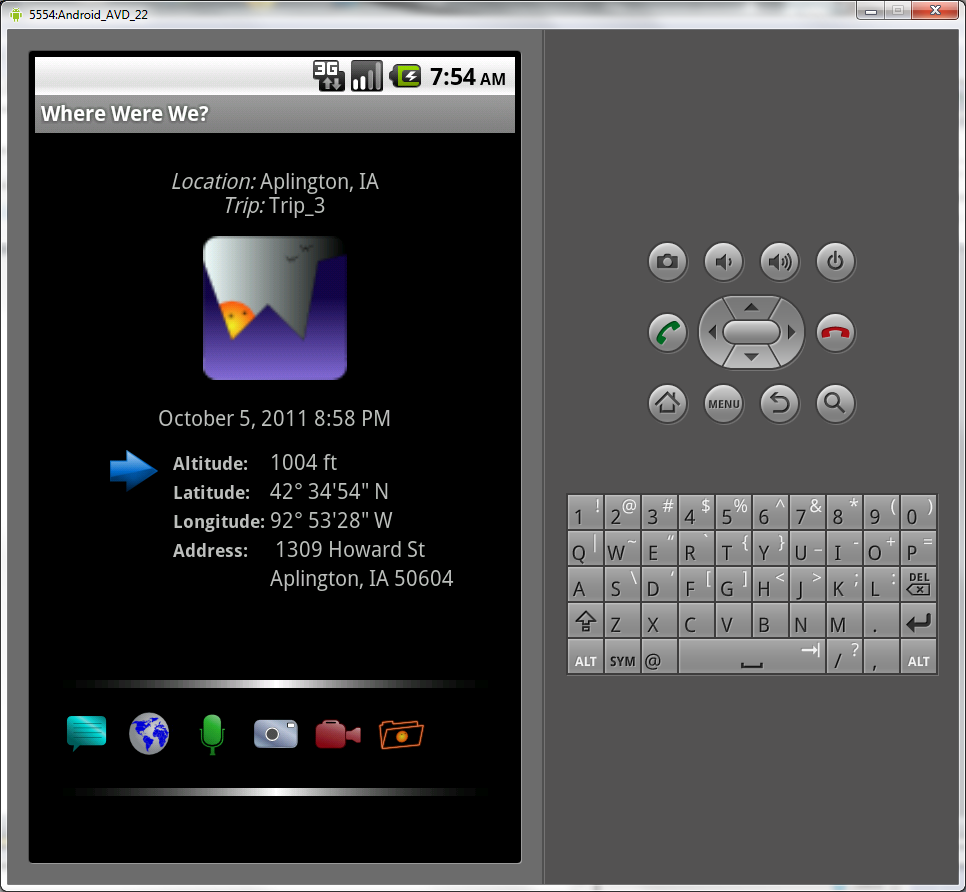 5554:Android_AVD_22
3G
7:54 AM
Where Were We?
Location: Aplington, IA
Trip: Trip_3
October 5, 2011 8:58 PM
Altitude: 1004 ft
Latitude: 42° 34'54" N
Longitude: 92° 53'28" W
Address: 1309 Howard St
Aplington, IA 50604
MENU
1 ! 2 @ 3 # 4 $ 5 % 6 ^ 7 & 8 * 9 ( 0 )
Q | W ~ E “ R ` T { Y } U _ I - O + P =
A S \ D ' F [ G ] H < J > K ; L : DEL
Z X C V B N M .
ALT SYM @ / ? , ALT